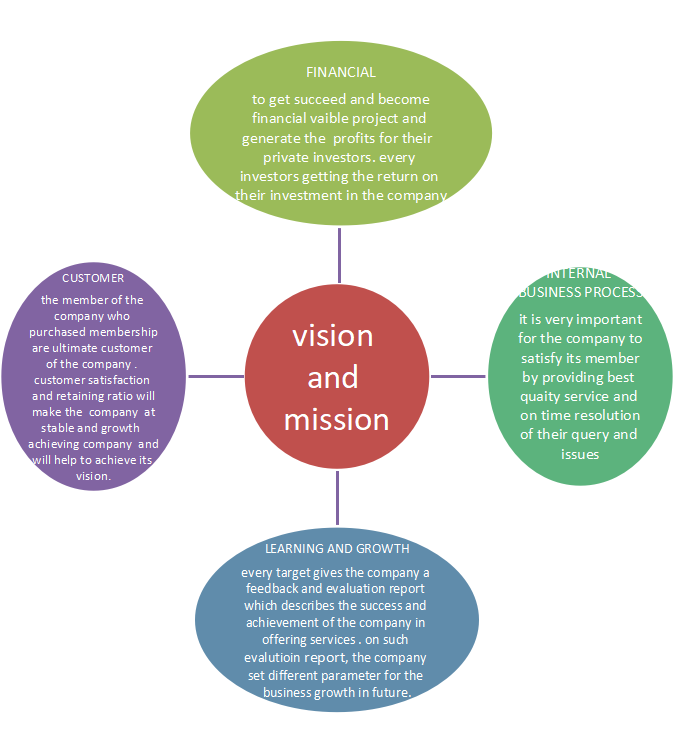 FINANCIAL
to get succeed and become
financial vaible project and
generate the profits for their
private investors. every
investors getting the return on
their investment in the company
CUSTOMER
the member of the
company who
purchased membership
are ultimate customer
of the company .
customer satisfaction
and retaining ratio will
make the company at
stable and growth
achieving company and
will help to achieve its
vision.
vision
and
mission
INTERNAL
BUSINESS PROCESS
it is very important
for the company to
satisfy its member
by providing best
quaity service and
on time resolution
of their query and
issues
LEARNING AND GROWTH
every target gives the company a
feedback and evaluation report
which describes the success and
achievement of the company in
offering services . on such
evalutioin report, the company
set different parameter for the
business growth in future.